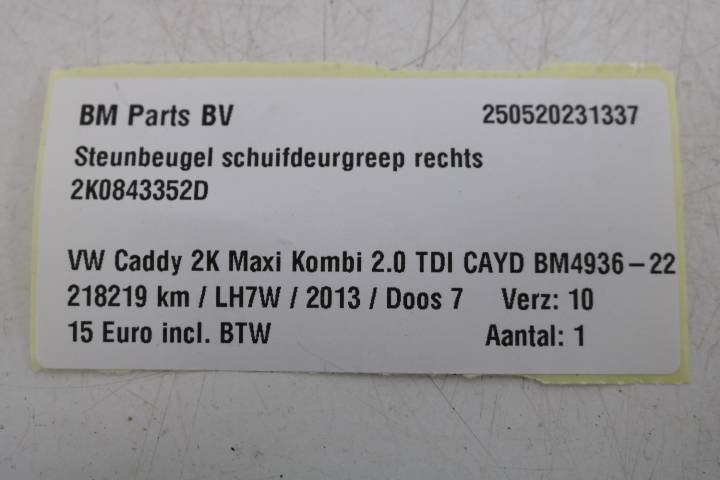 BM Parts BV 250520231337
Steunbeugel schuifdeurgreep rechts
2K0843352D
VW Caddy 2K Maxi Kombi 2.0 TDI CAYD BM4936-22
218219 km / LH7W / 2013 / Doos 7 Verz: 10
15 Euro incl. BTW Aantal: 1